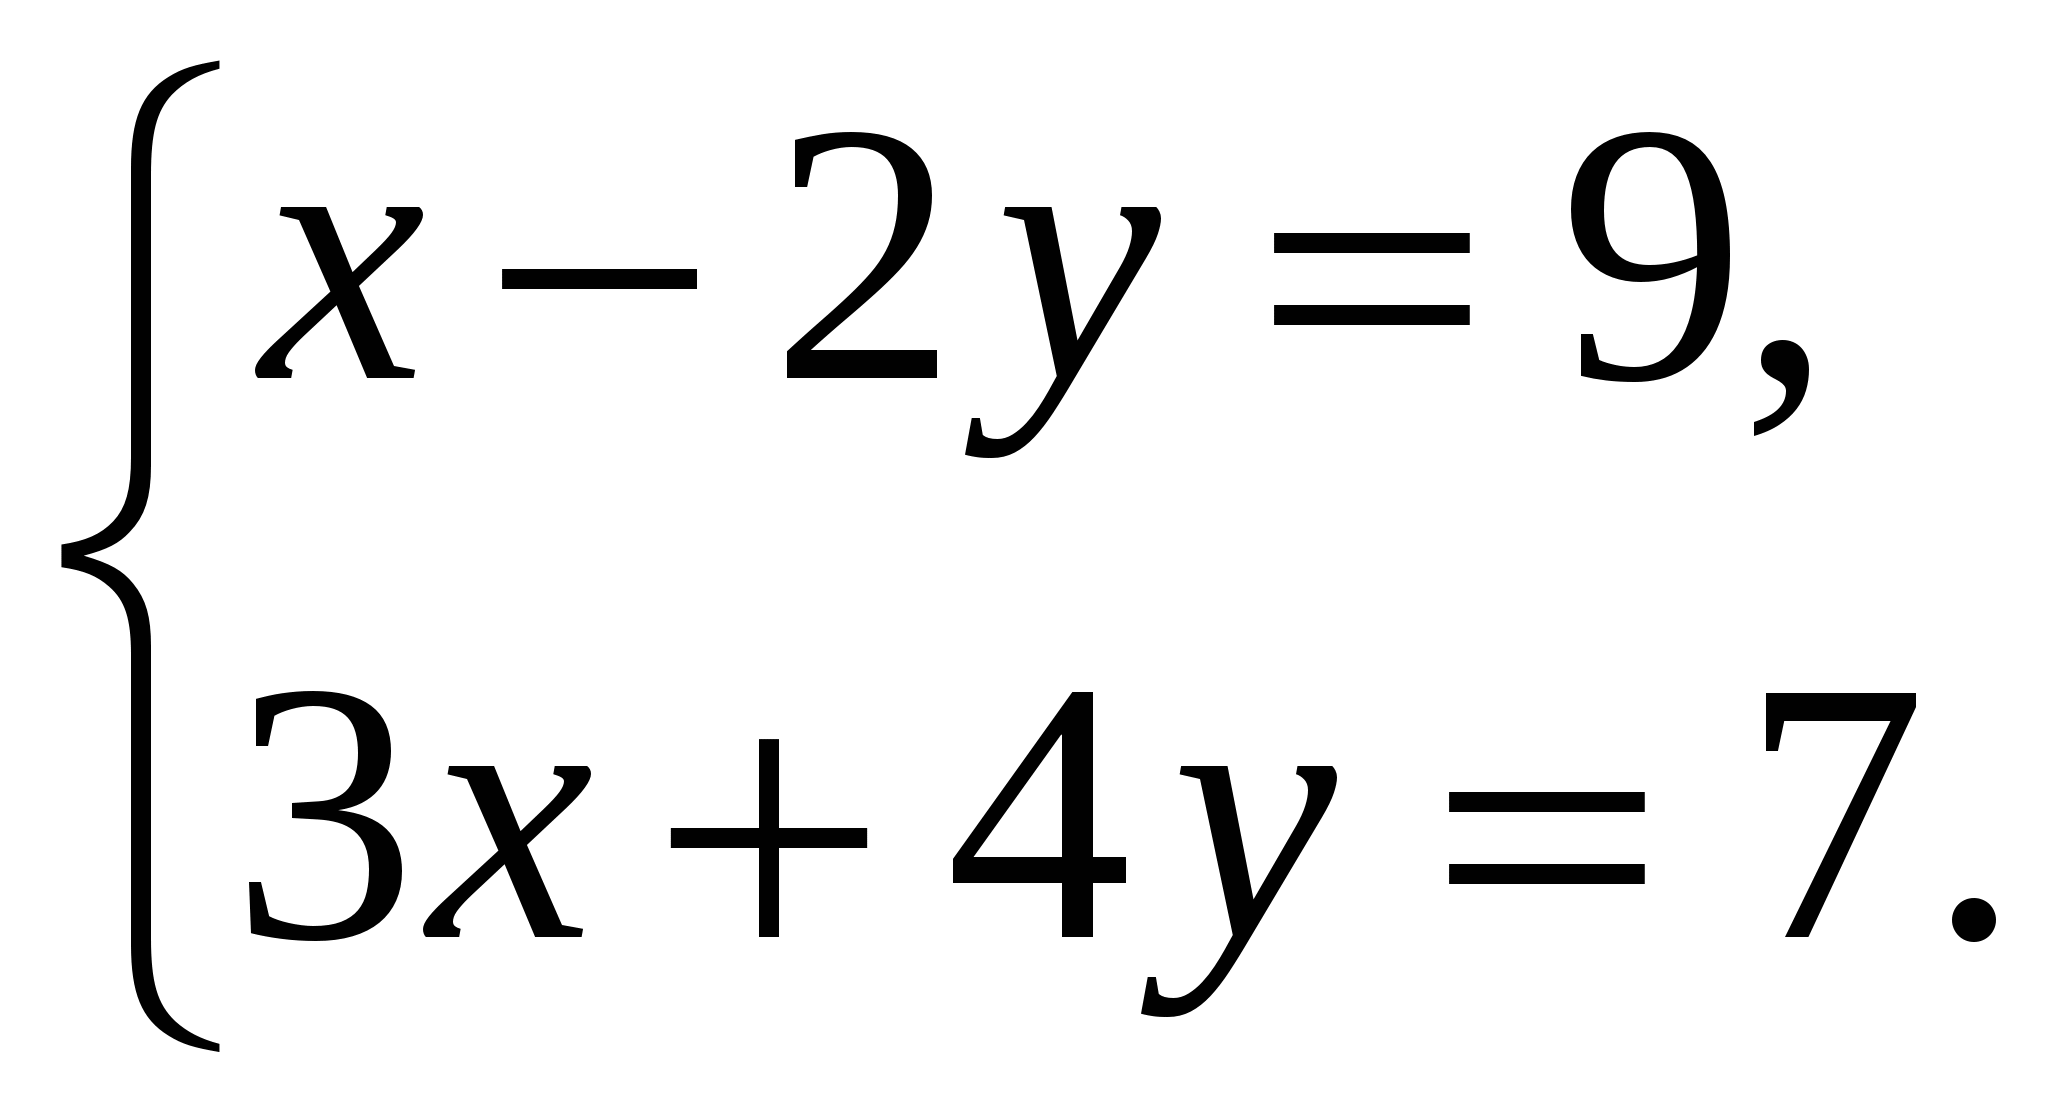 x − 2y = 9,
3x + 4y = 7.